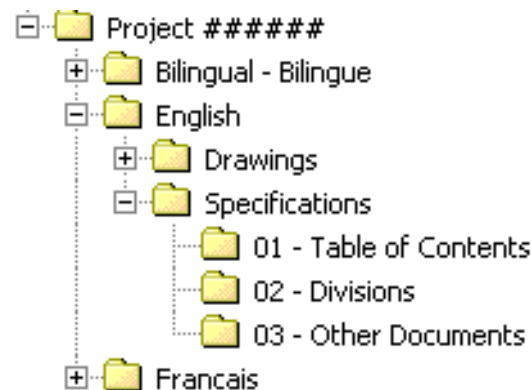 Project ######
Bilingual - Bilingue
English
Drawings
Specifications
01 - Table of Contents
02 - Divisions
03 - Other Documents
Francais